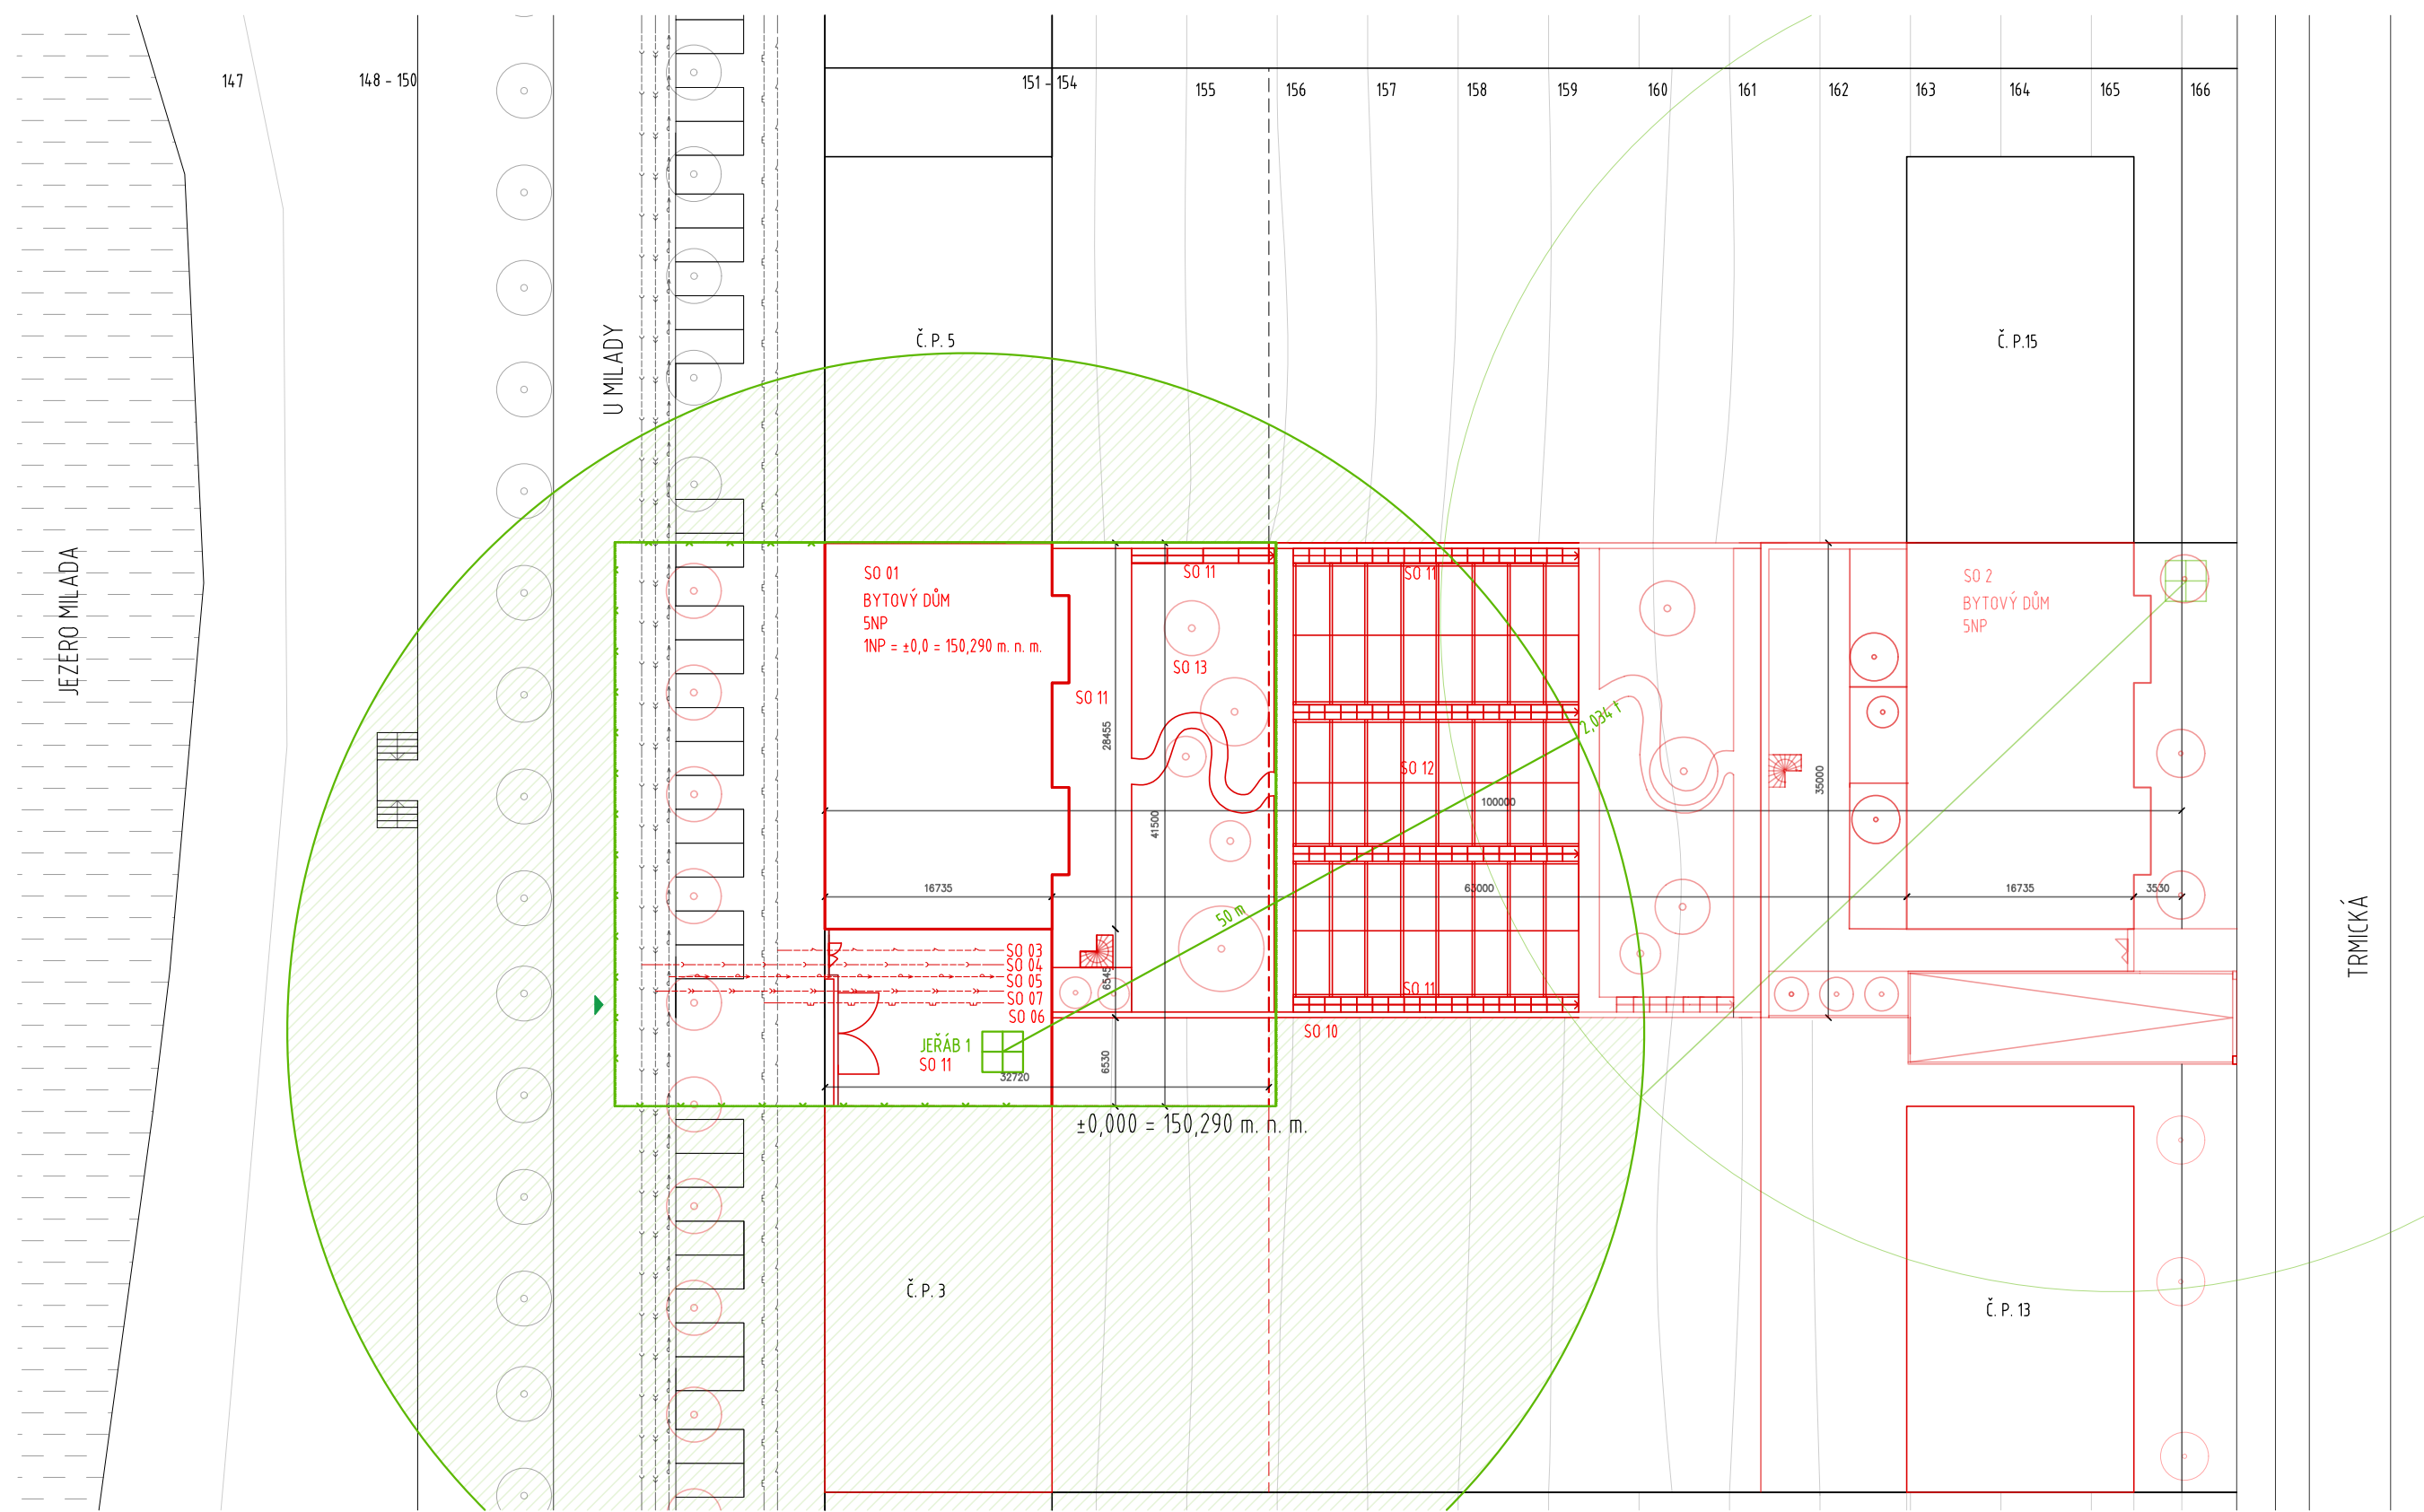 147
148 - 150
151 - 154
155
156
157
158
159
160
161
162
163
164
165
166
Č. P. 5
Č. P.15
U MILADY
JEZERO MILADA
SO 01
BYTOVÝ DŮM
5NP
1NP = ±0,0 = 150,290 m. n. m.
SO 11
SO 11
SO 2
BYTOVÝ DŮM
5NP
SO 13
SO 11
28455
2,034 t
SO 12
35000
100000
41500
16735
63000
16735
3530
50 m
TRMICKÁ
SO 03
SO 04
SO 05
SO 07
SO 06
6545
SO 11
SO 10
JEŘÁB 1
SO 11
6530
32720
±0,000 = 150,290 m. n. m.
Č. P. 3
Č. P. 13